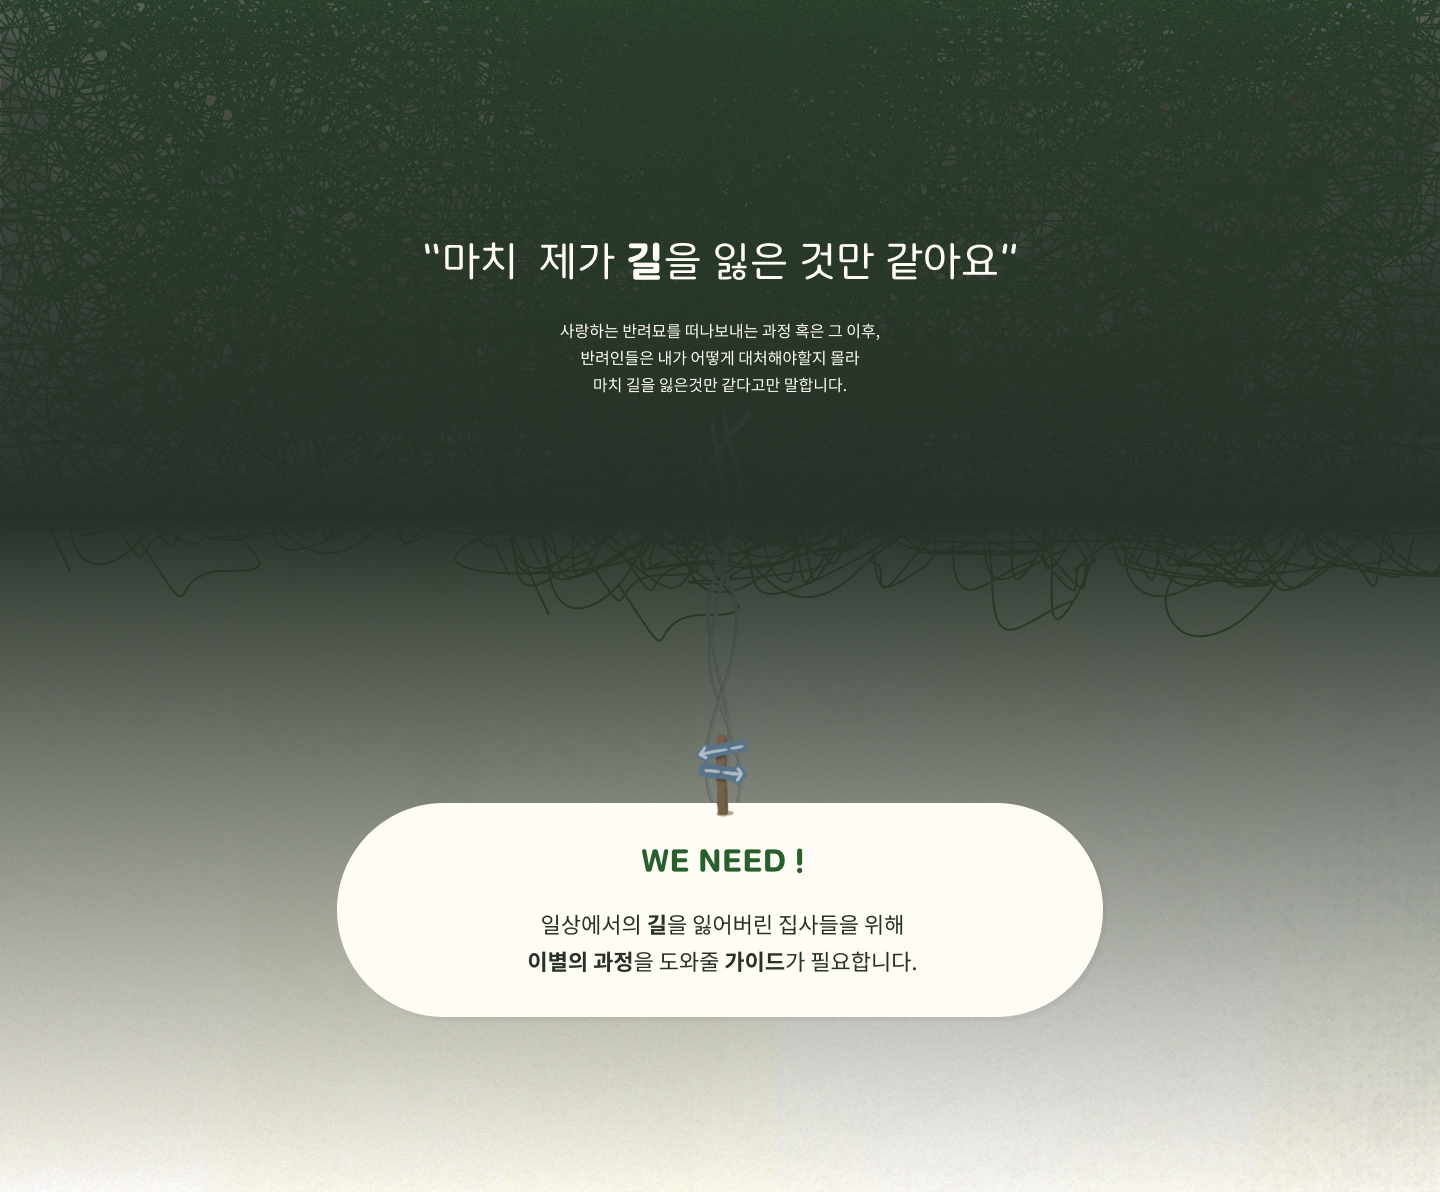 "마치 제가 길을 잃은 것만 같아요"
사랑하는 반려묘를 떠나보내는 과정 혹은 그 이후,
반려인들은 내가 어떻게 대처해야할지 몰라
마치 길을 잃은것만 같다고만 말합니다.
WE NEED !
일상에서의 길을 잃어버린 집사들을 위해
이별의 과정을 도와줄 가이드가 필요합니다.